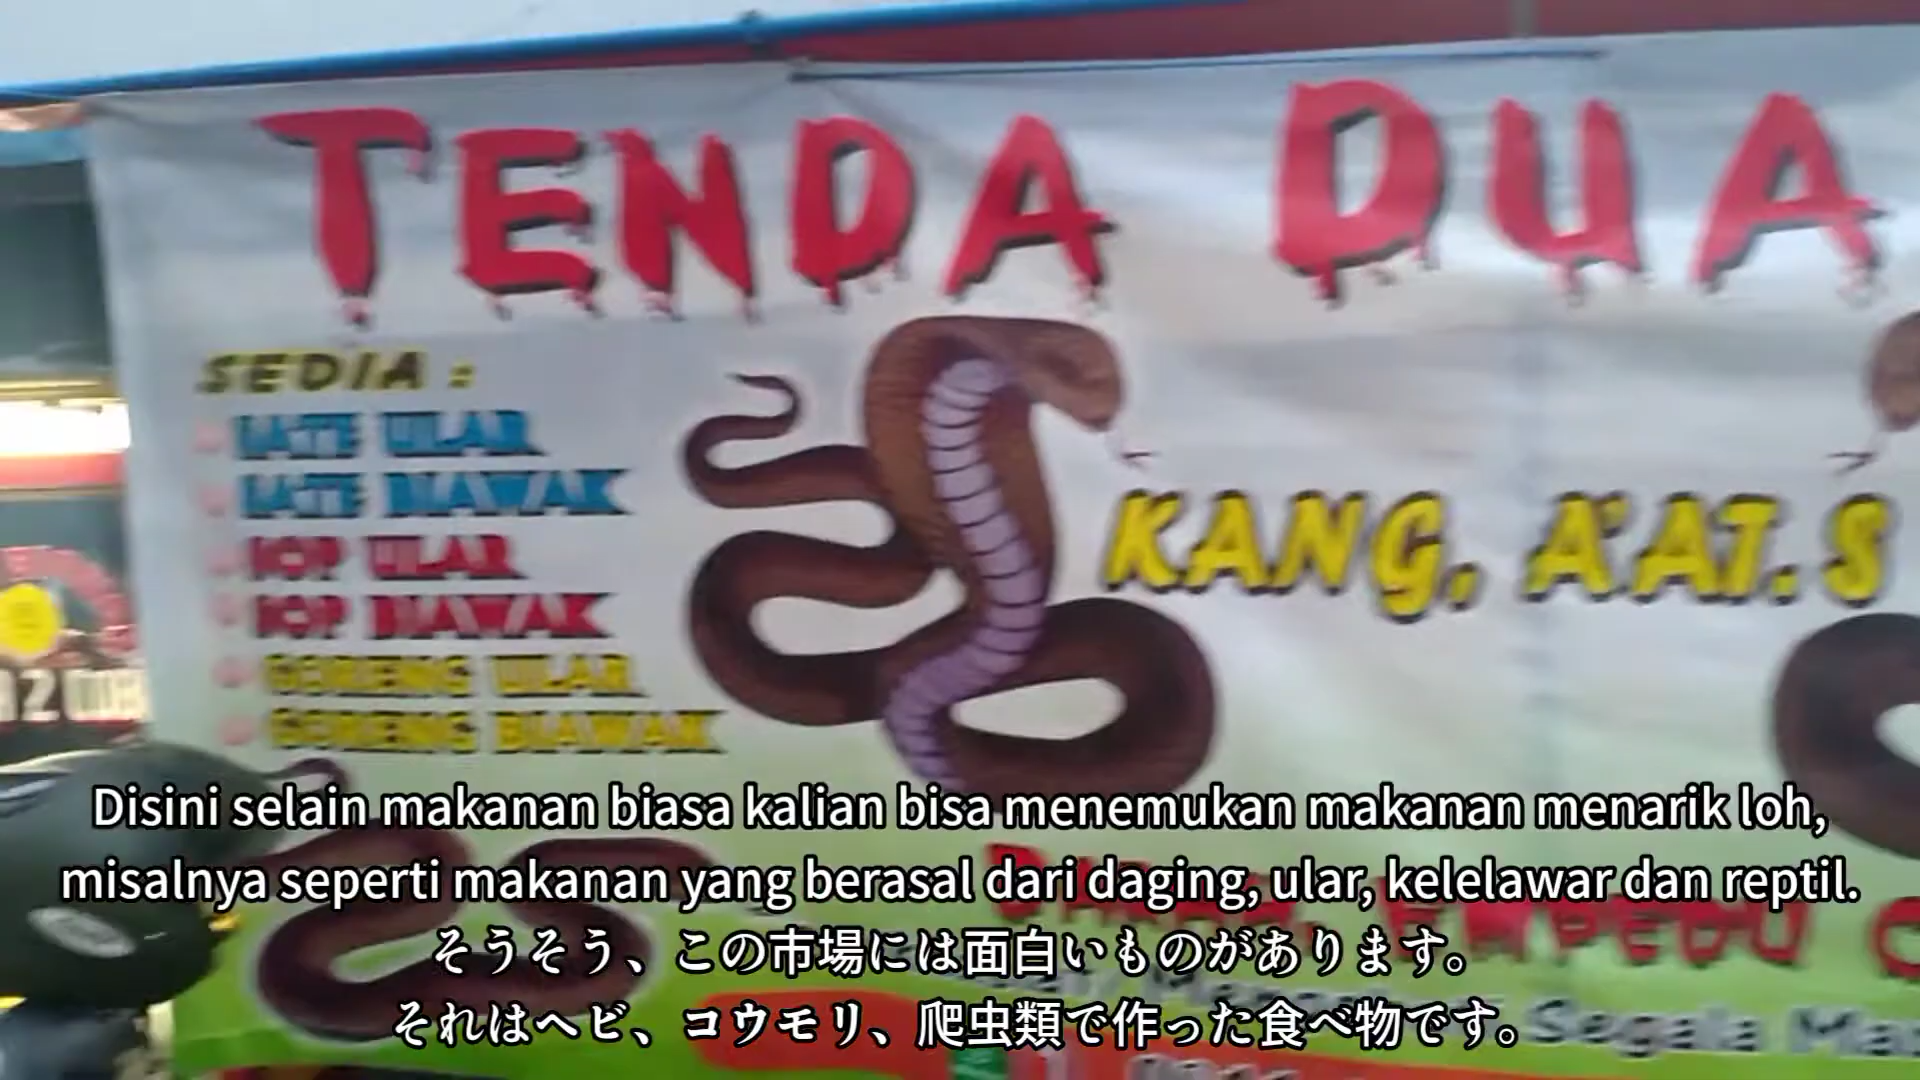 TENDA DUA
SEDIA :
SATE ULAR
SATE BIAWAK
SOP ULAR
SOP BIAWAK
GORENG ULAR
GORENG BIAWAK
KANG, A'AT. S
Disini selain makanan biasa kalian bisa menemukan makanan menarik loh,
misalnya seperti makanan yang berasal dari daging, ular, kelelawar dan reptil.
EMPEDU
そうそう、この市場には面白いものがあります。
それはヘビ、コウモリ、爬虫類で作った食べ物です。
Segala